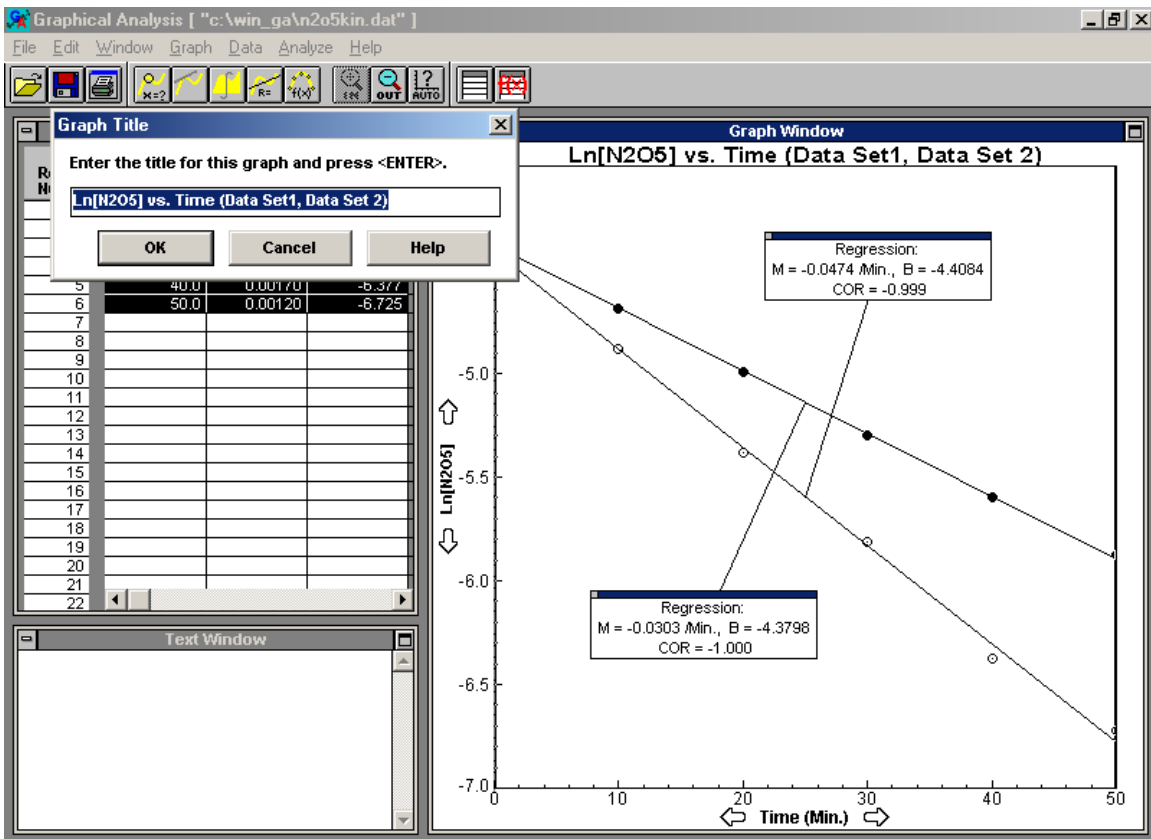 Graphical Analysis [ "c:\win_ga\n2o5kin.dat" ]
File Edit Window Graph Data Analyze Help
X=? R= f(x) IN OUT ? AUTO f(x)
Graph Title
Enter the title for this graph and press <ENTER>.
Ln[N2O5] vs. Time (Data Set1, Data Set 2)
OK Cancel Help
5 40.0 0.00170 -6.377
6 50.0 0.00120 -6.725
7
8
9
10
11
12
13
14
15
16
17
18
19
20
21
22
Text Window
Graph Window
Ln[N2O5] vs. Time (Data Set1, Data Set 2)
Regression:
M = -0.0474 /Min., B = -4.4084
COR = -0.999
Regression:
M = -0.0303 /Min., B = -4.3798
COR = -1.000
Ln[N2O5]
-5.0
-5.5
-6.0
-6.5
-7.0
0 10 20 30 40 50
Time (Min.)